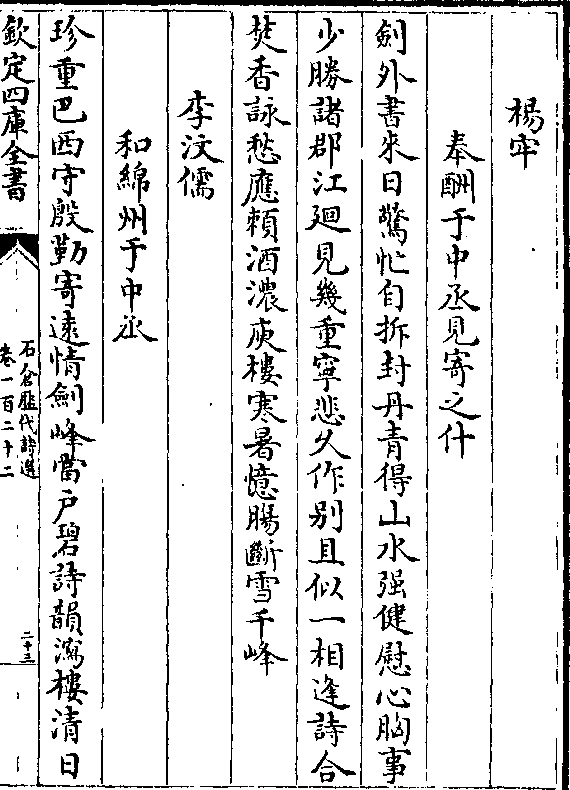 楊牢
奉酬于中丞見寄之什
劍外書來日驚忙自拆封丹青得山水强健慰心胸事
少勝諸郡江廻見幾重寧悲久作别且似一相逢詩合
焚香詠愁應頼酒濃庾樓寒暑憶腸斷雪千峰
李汶儒
和綿州于中丞
珍重巴西守殷勤寄逺情劍峰當户碧詩韻瀉樓清日
欽定四庫全書
石倉歴代詩選
卷一百二十二
二十三